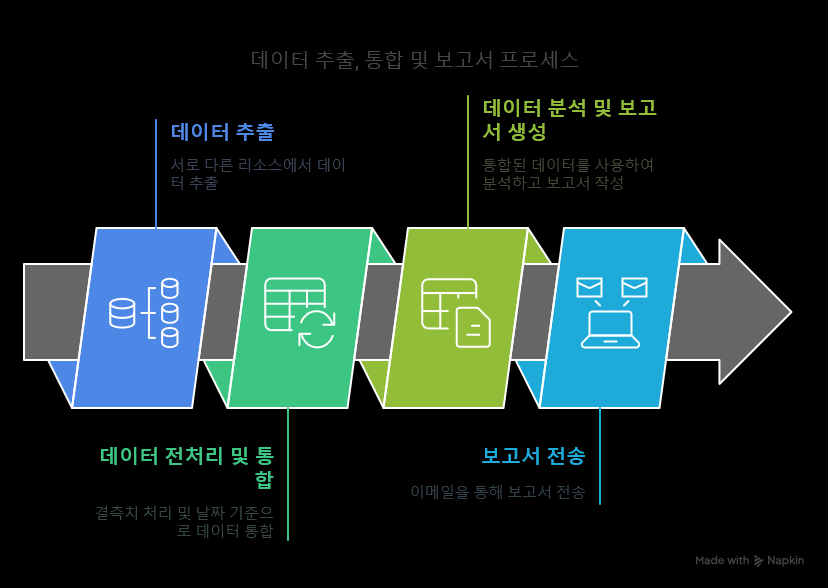 데이터 추출, 통합 및 보고서 프로세스
데이터 추출
서로 다른 리소스에서 데이
터 추출
데이터 분석 및 보고
서 생성
통합된 데이터를 사용하여
분석하고 보고서 작성
데이터 전처리 및 통
합
결측치 처리 및 날짜 기준으
로 데이터 통합
보고서 전송
이메일을 통해 보고서 전송
Made with Napkin